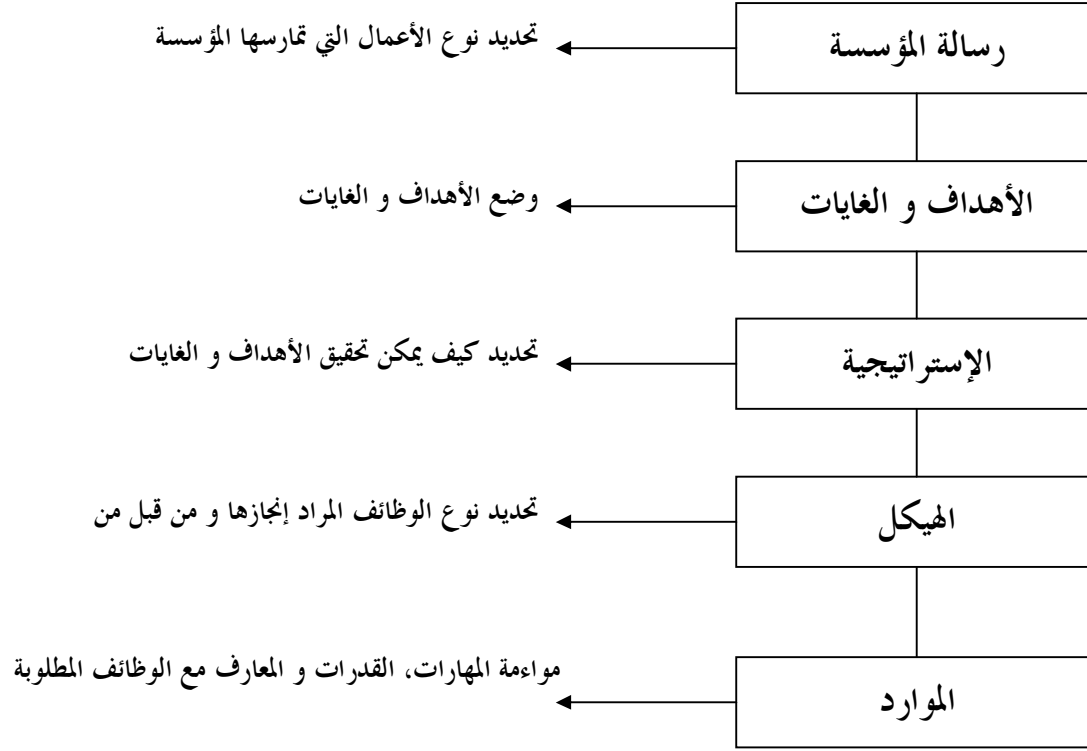 رسالة المؤسسة
تحديد نوع الأعمال التي تمارسها المؤسسة
الأهداف و الغايات
وضع الأهداف و الغايات
الإستراتيجية
تحديد كيف يمكن تحقيق الأهداف و الغايات
الهيكل
تحديد نوع الوظائف المراد إنجازها و من قبل من
الموارد
مواءمة المهارات، القدرات و المعارف مع الوظائف المطلوبة